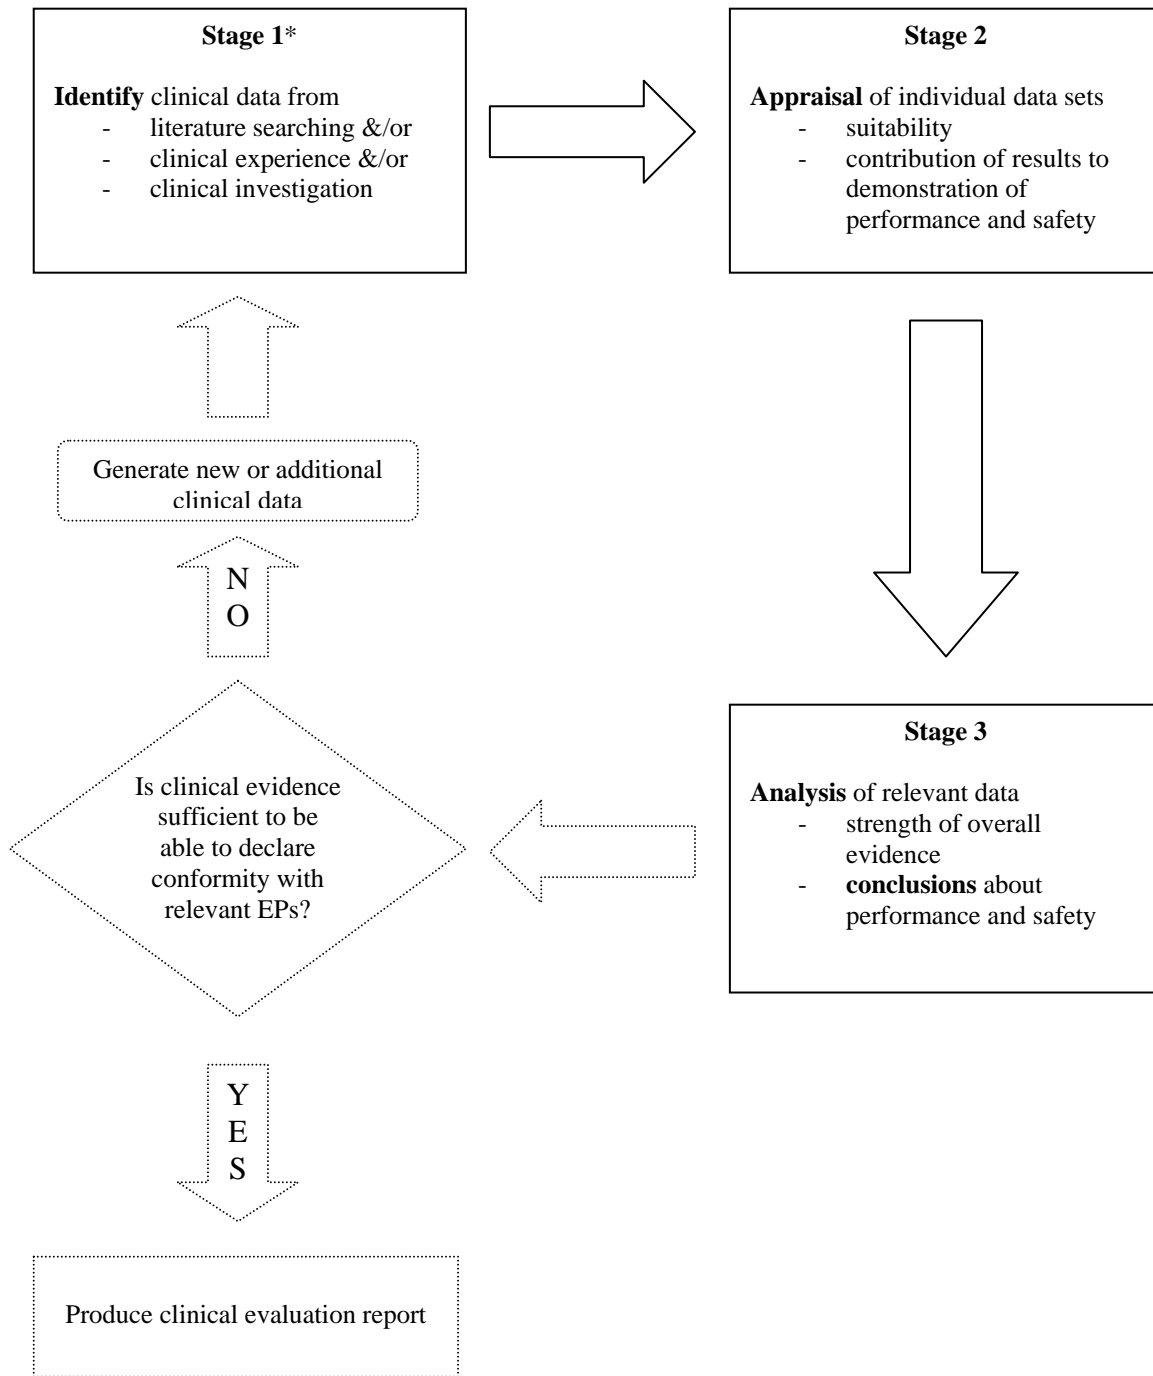 Stage 1*
Identify clinical data from
- literature searching &/or
- clinical experience &/or
- clinical investigation
Stage 2
Appraisal of individual data sets
- suitability
- contribution of results to
demonstration of
performance and safety
Generate new or additional
clinical data
N
O
Is clinical evidence
sufficient to be
able to declare
conformity with
relevant EPs?
Stage 3
Analysis of relevant data
- strength of overall
evidence
- conclusions about
performance and safety
Y
E
S
Produce clinical evaluation report